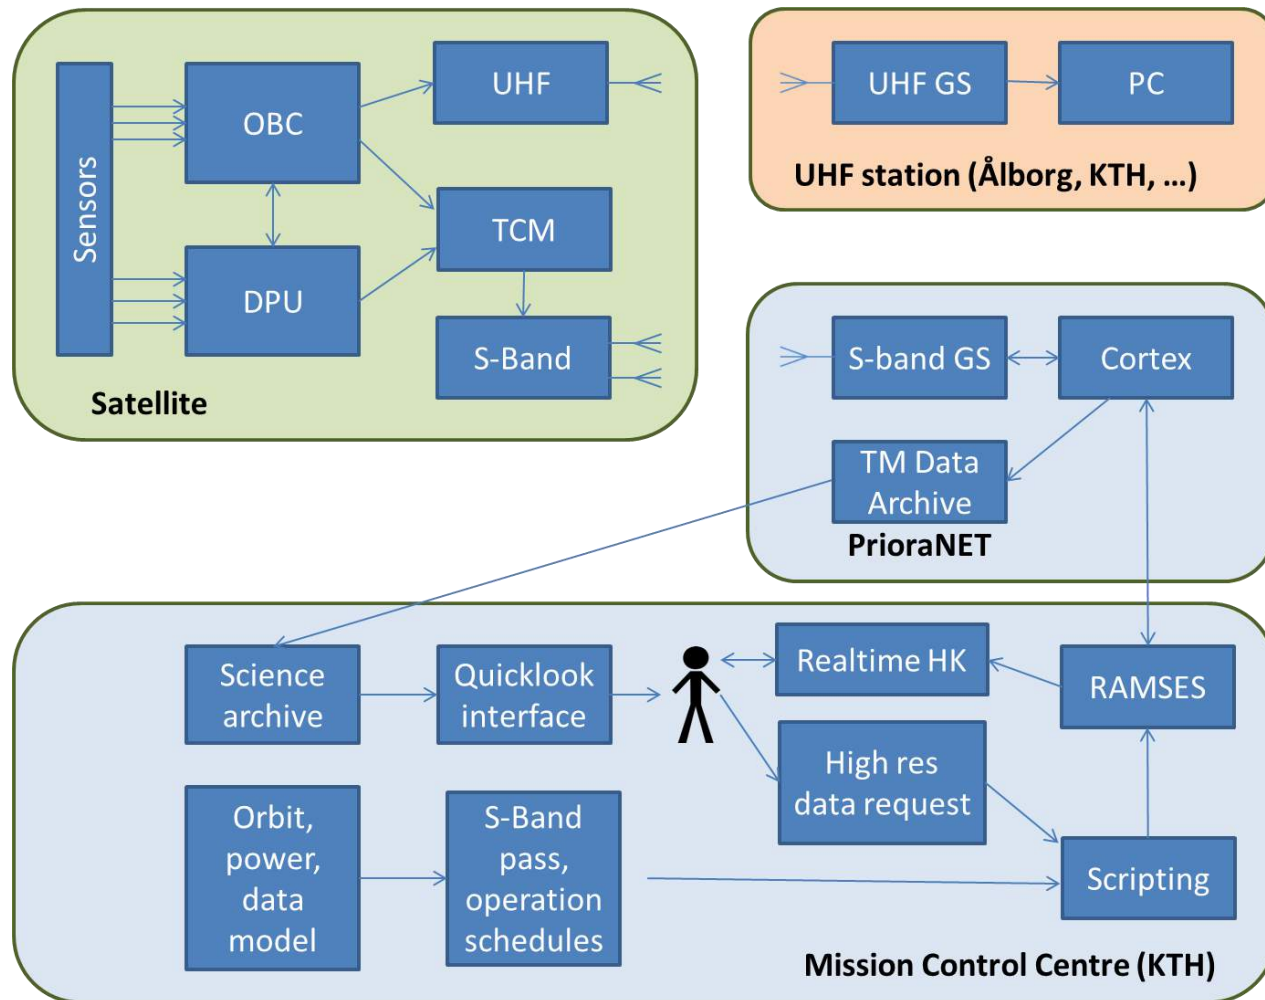 Sensors
OBC
DPU
UHF
TCM
S-Band
Satellite
UHF GS
PC
UHF station (Ålborg, KTH, ...)
S-band GS
Cortex
TM Data
Archive
PrioraNET
Science
archive
Quicklook
interface
Realtime HK
RAMSES
High res
data request
Orbit,
power,
data
model
S-Band
pass,
operation
schedules
Scripting
Mission Control Centre (KTH)